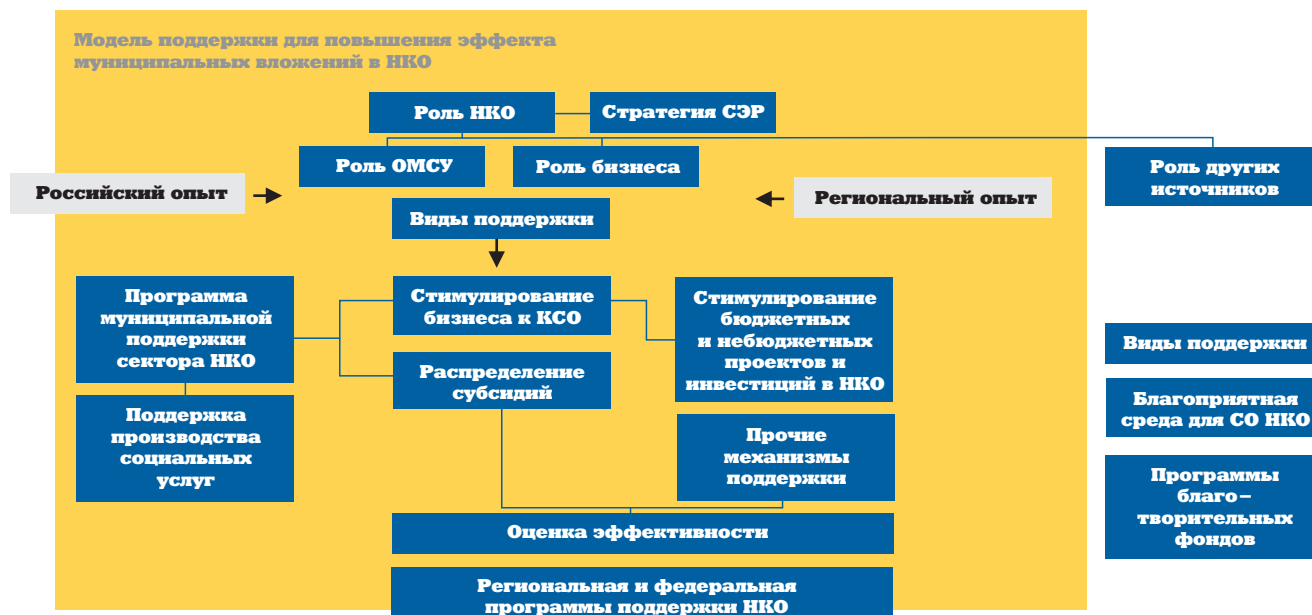 Модель поддержки для повышения эффекта
муниципальных вложений в НКО
Роль НКО
Стратегия СЭР
Роль ОМСУ
Роль бизнеса
Роль других
источников
Российский опыт
Региональный опыт
Виды поддержки
Программа
муниципальной
поддержки
сектора НКО
Стимулирование
бизнеса к КСО
Стимулирование
бюджетных
и небюджетных
проектов и
инвестиций в НКО
Виды поддержки
Распределение
субсидий
Благоприятная
среда для СО НКО
Поддержка
производства
социальных
услуг
Прочие
механизмы
поддержки
Программы
благо–
творительных
фондов
Оценка эффективности
Региональная и федеральная
программы поддержки НКО